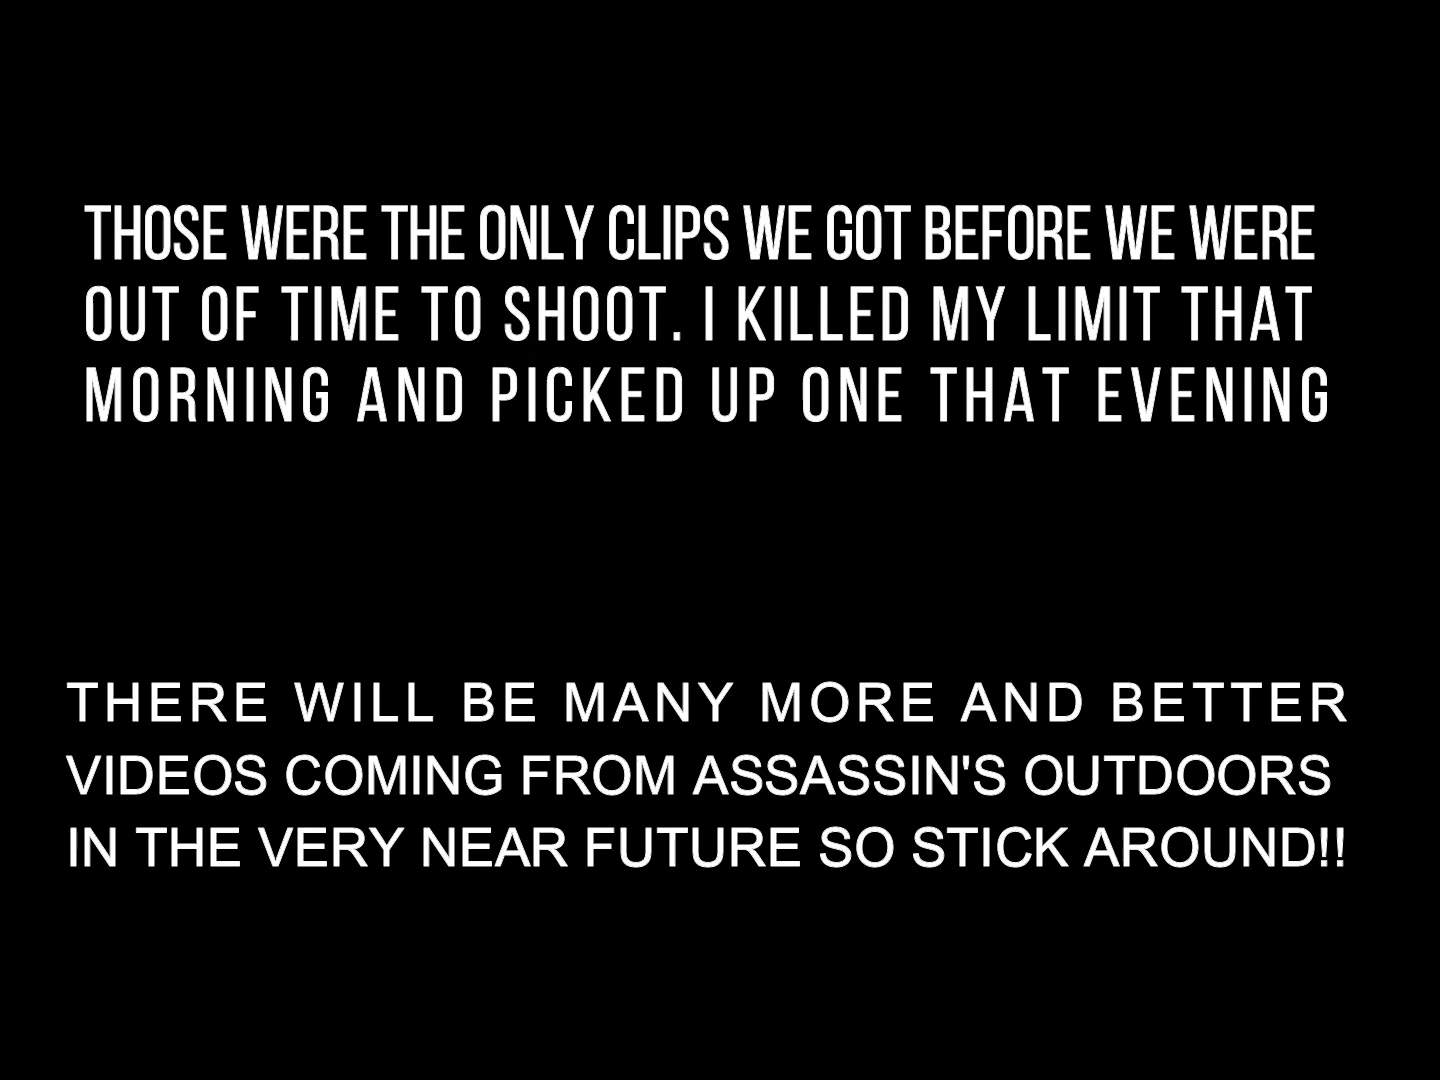 THOSE WERE THE ONLY CLIPS WE GOT BEFORE WE WERE
OUT OF TIME TO SHOOT. I KILLED MY LIMIT THAT
MORNING AND PICKED UP ONE THAT EVENING
THERE WILL BE MANY MORE AND BETTER
VIDEOS COMING FROM ASSASSIN'S OUTDOORS
IN THE VERY NEAR FUTURE SO STICK AROUND!!